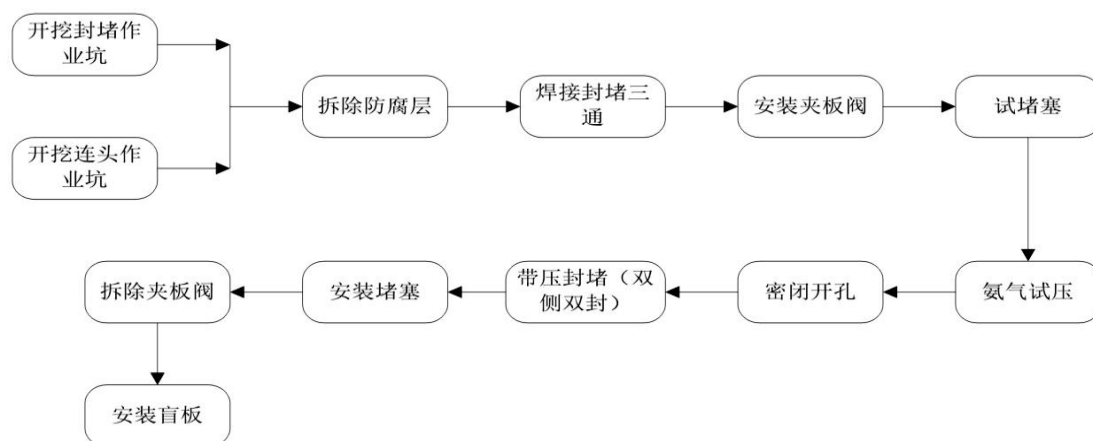 开挖封堵作
业坑
拆除防腐层
焊接封堵三
通
安装夹板阀
试堵塞
开挖连头作
业坑
拆除夹板阀
安装堵塞
带压封堵（双
侧双封）
密闭开孔
氨气试压
安装盲板